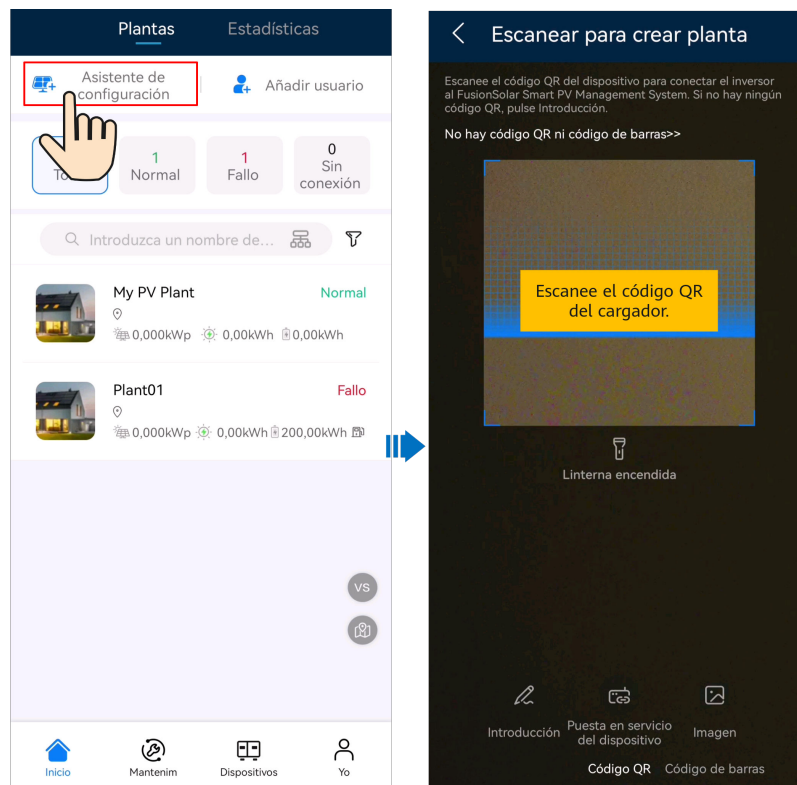 Plantas
Estadísticas
Asistente de
configuración
Añadir usuario
1
Normal
1
Fallo
0
Sin
conexión
Introduzca un nombre de...
My PV Plant
Normal
0,000kWp
0,00kWh
0,00kWh
Plant01
Fallo
0,000kWp
0,00kWh
200,00kWh
VS
Inicio
Mantenim
Dispositivos
Yo
Escanear para crear planta
Escanee el código QR del dispositivo para conectar el inversor
al FusionSolar Smart PV Management System. Si no hay ningún
código QR, pulse Introducción.
No hay código QR ni código de barras>>
Escanee el código QR
del cargador.
Linterna encendida
Introducción
Puesta en servicio
del dispositivo
Imagen
Código QR
Código de barras